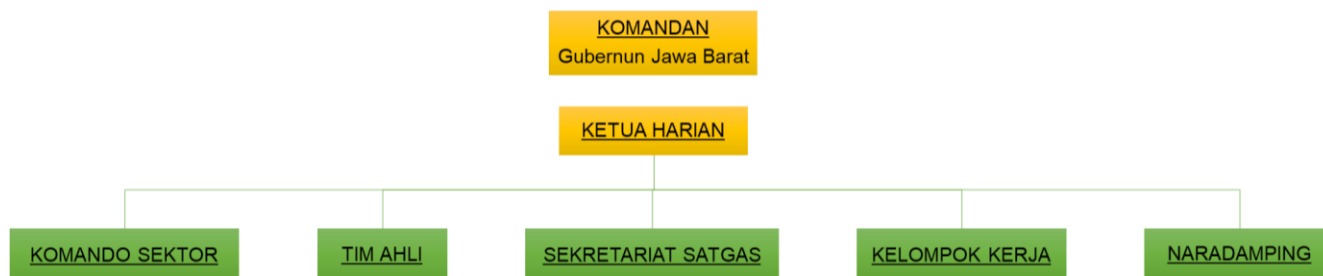 KOMANDAN
Gubernun Jawa Barat
KETUA HARIAN
KOMANDO SEKTOR
TIM AHLI
SEKRETARIAT SATGAS
KELOMPOK KERJA
NARADAMPING